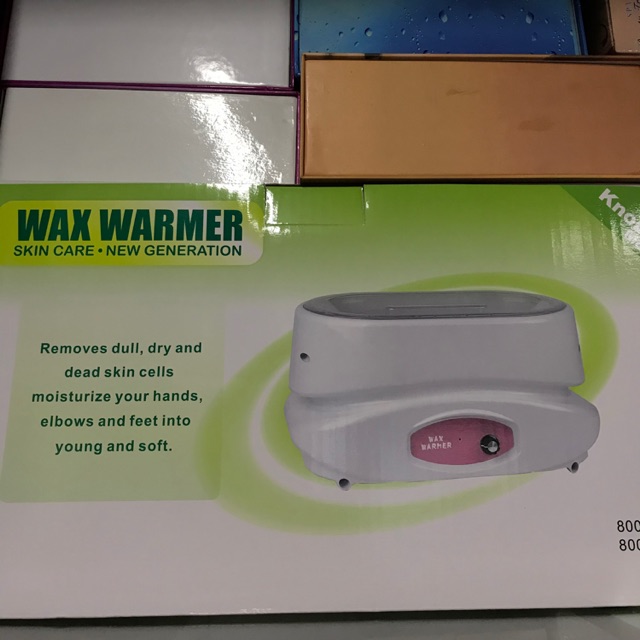 WAX WARMER
SKIN CARE • NEW GENERATION
Removes dull, dry and
dead skin cells
moisturize your hands,
elbows and feet into
young and soft.
WAX
WARMER